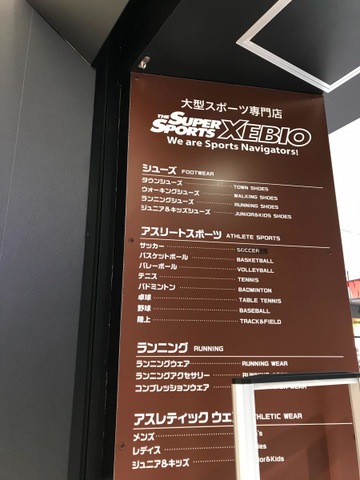 大型スポーツ専門店
THE SUPER SPORTS XEBIO
We are Sports Navigators!
シューズ FOOTWEAR
タウンシューズ TOWN SHOES
ウォーキングシューズ WALKING SHOES
ランニングシューズ RUNNING SHOES
ジュニア&キッズシューズ JUNIOR&KIDS SHOES
アスリートスポーツ ATHLETE SPORTS
サッカー SOCCER
バスケットボール BASKETBALL
バレーボール VOLLEYBALL
テニス TENNIS
バドミントン BADMINTON
卓球 TABLE TENNIS
野球 BASEBALL
陸上 TRACK&FIELD
ランニング RUNNING
ランニングウェア RUNNING WEAR
ランニングアクセサリー RUNNING
コンプレッションウェア
アスレティック ウエ ATHLETIC WEAR
メンズ
レディス
ジュニア&キッズ &Kids